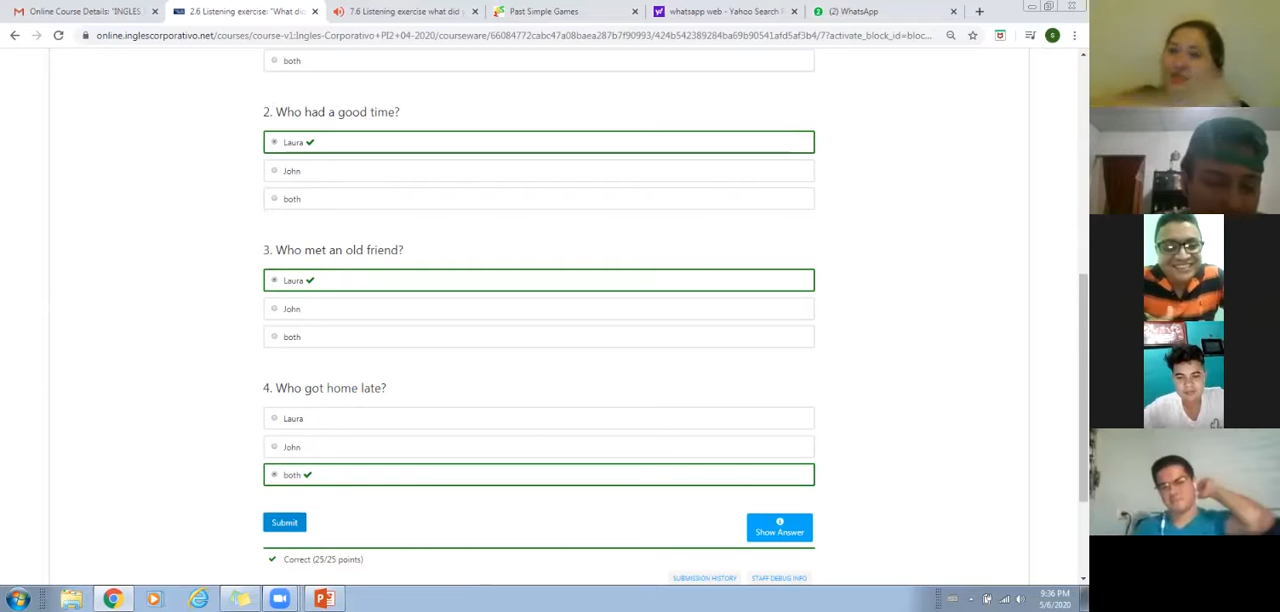 Online Course Details: "INGLES
2.6 Listening exercise: "What did
7.6 Listening exercise what did
Past Simple Games
whatsapp web - Yahoo Search
(2) WhatsApp
online.inglescorporativo.net/courses/course-v1:Ingles-Corporativo+PI2+04-2020/courseware/66084772cabc47a08baea287b7f90993/424b542389284ba69b90541afd5af3b4/7?activate_block_id=bloc...
both
2. Who had a good time?
Laura
John
both
3. Who met an old friend?
Laura
John
both
4. Who got home late?
Laura
John
both
Submit
Show Answer
Correct (25/25 points)
SUBMISSION HISTORY STAFF DEBUG INFO
9:36 PM
5/6/2020